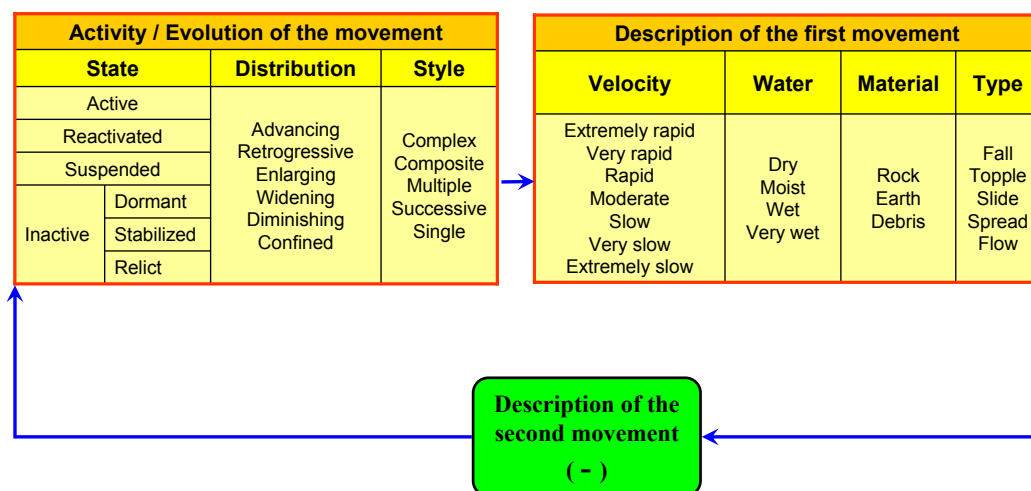 Activity / Evolution of the movement
State
Distribution
Style
Active
Reactivated
Suspended
Inactive
Dormant
Stabilized
Relict
Advancing
Retrogressive
Enlarging
Widening
Diminishing
Confined
Complex
Composite
Multiple
Successive
Single
Description of the first movement
Velocity
Water
Material
Type
Extremely rapid
Very rapid
Rapid
Moderate
Slow
Very slow
Extremely slow
Dry
Moist
Wet
Very wet
Rock
Earth
Debris
Fall
Topple
Slide
Spread
Flow
Description of the
second movement
( - )